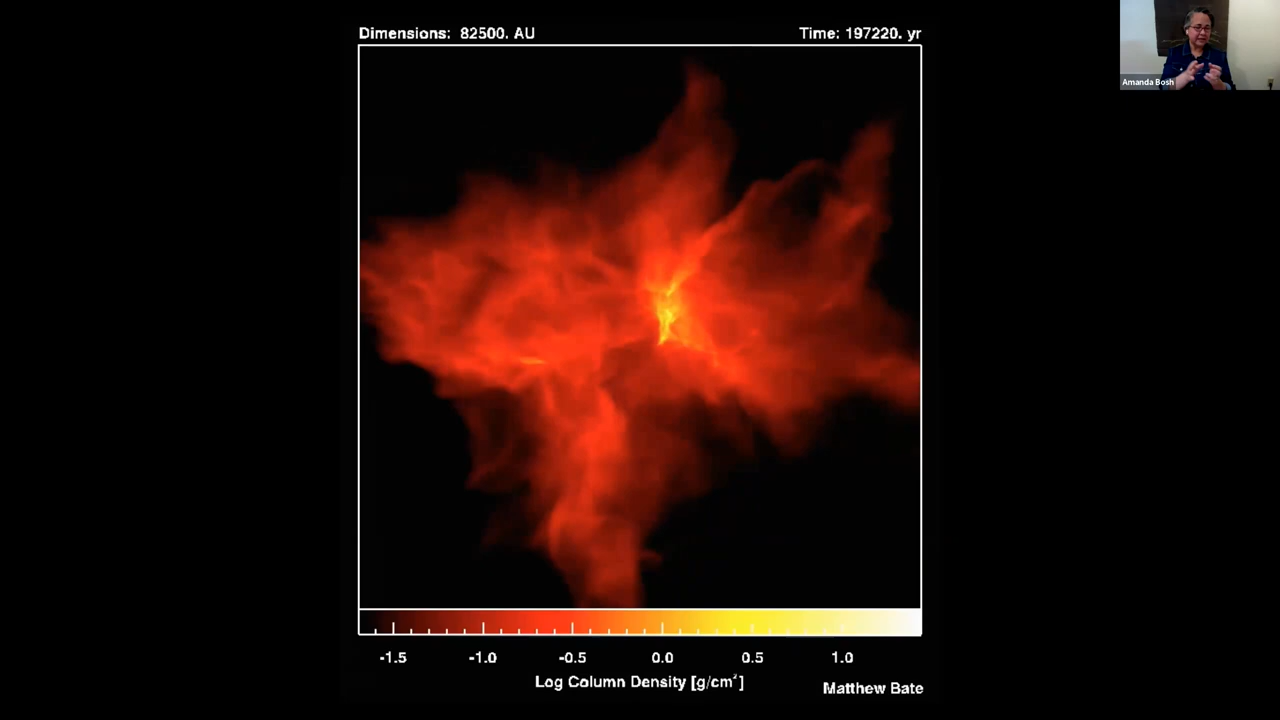 Dimensions: 82500. AU
Time: 197220. yr
Amanda Bosh
-1.5 -1.0 -0.5 0.0 0.5 1.0
Log Column Density [g/cm²]
Matthew Bate